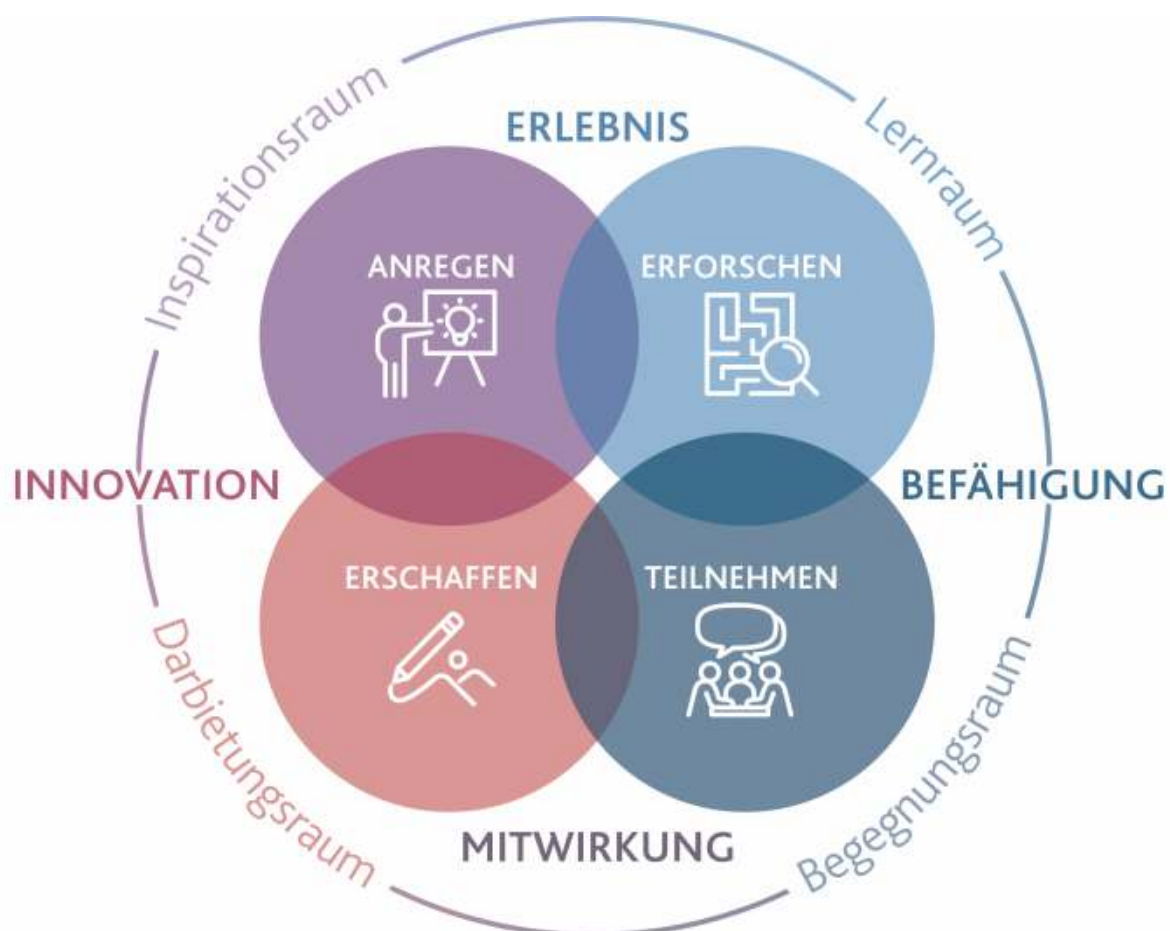 ERLEBNIS
Inspirationsraum
Lernraum
ANREGEN
ERFORSCHEN
INNOVATION
BEFÄHIGUNG
ERSCHAFFEN
TEILNEHMEN
Darbietungsraum
Begegnungsraum
MITWIRKUNG